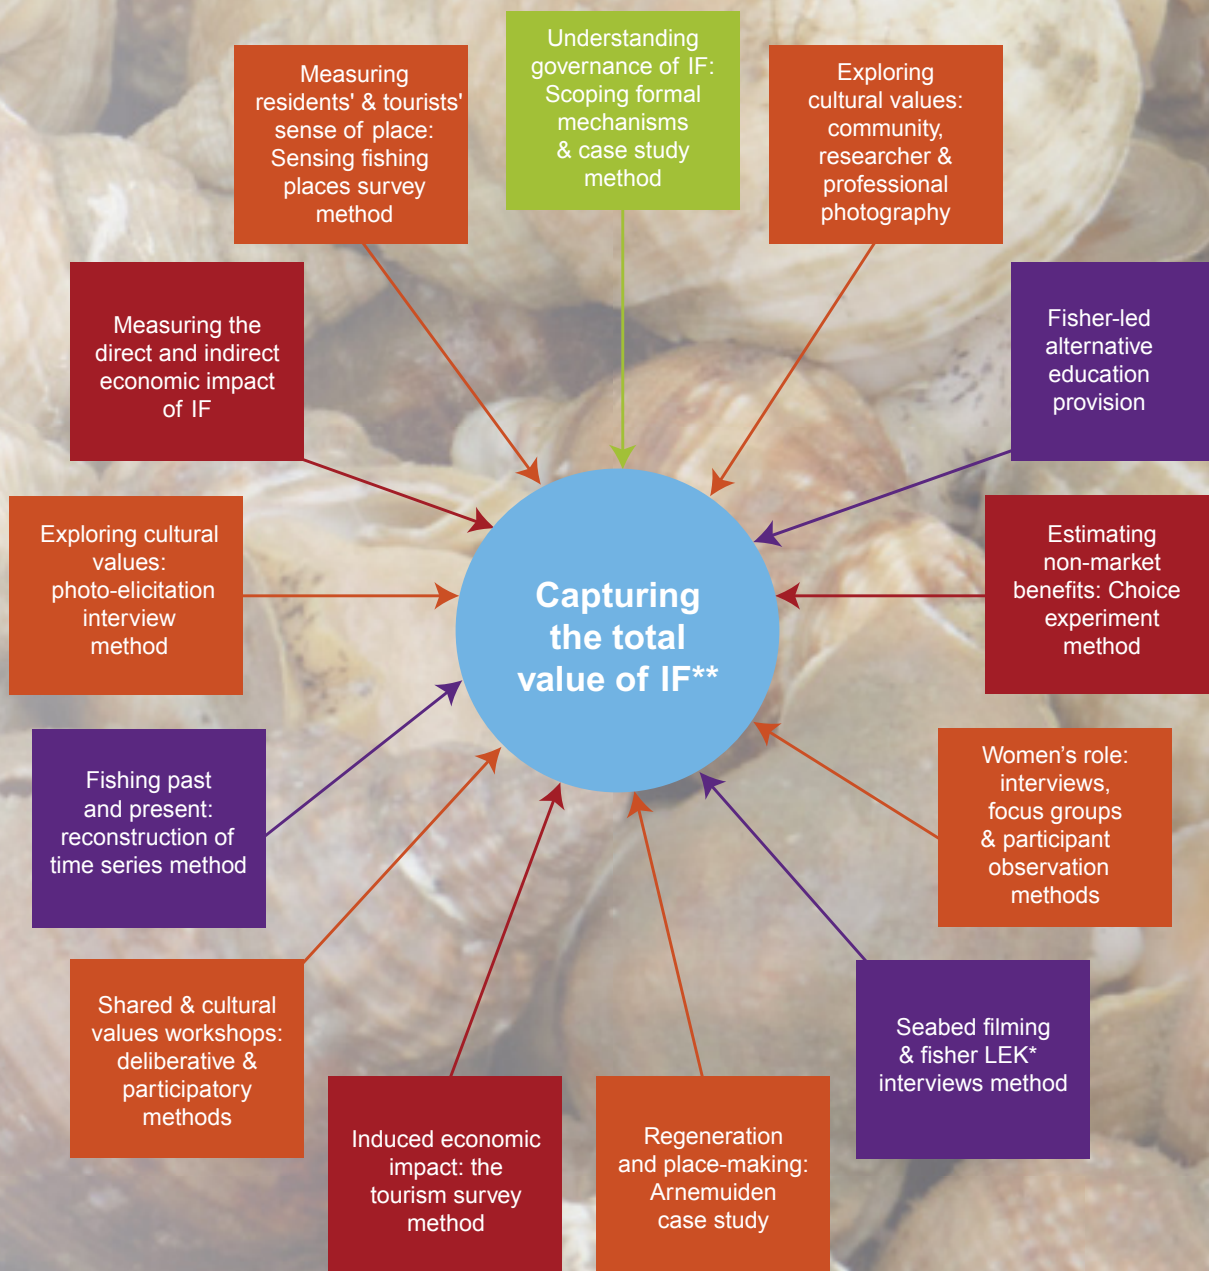 Understanding
governance of IF:
Scoping formal
mechanisms
& case study
method
Measuring
residents' & tourists'
sense of place:
Sensing fishing
places survey
method
Exploring
cultural values:
community,
researcher &
professional
photography
Measuring the
direct and indirect
economic impact
of IF
Fisher-led
alternative
education
provision
Exploring cultural
values:
photo-elicitation
interview
method
Capturing
the total
value of IF**
Estimating
non-market
benefits: Choice
experiment
method
Fishing past
and present:
reconstruction of
time series method
Women’s role:
interviews,
focus groups
& participant
observation
methods
Shared & cultural
values workshops:
deliberative &
participatory
methods
Seabed filming
& fisher LEK*
interviews method
Induced economic
impact: the
tourism survey
method
Regeneration
and place-making:
Arnemuiden
case study